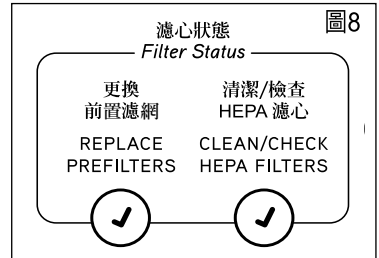 圖8
濾心狀態
Filter Status
更換
前置濾網
REPLACE
PREFILTERS
清潔/檢查
HEPA 濾心
CLEAN/CHECK
HEPA FILTERS